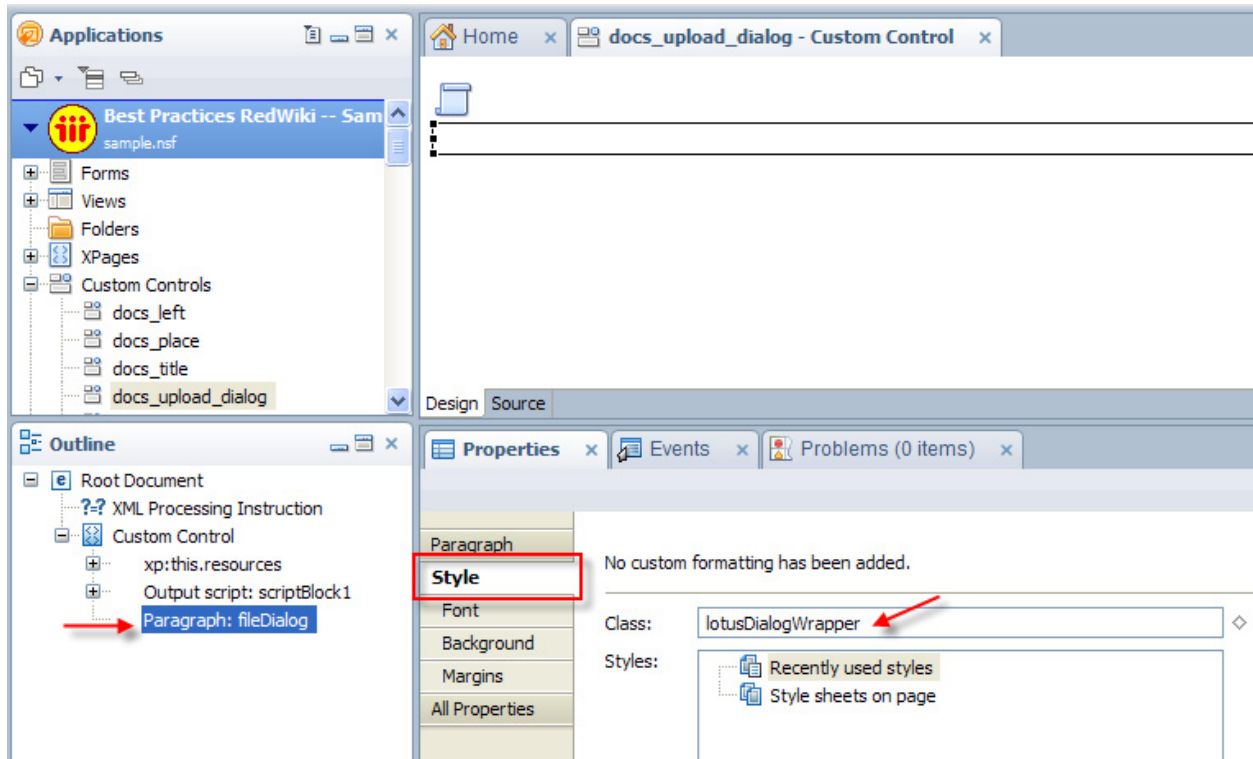 Applications
Best Practices RedWiki -- Sam
sample.nsf
Forms
Views
Folders
XPages
Custom Controls
docs_left
docs_place
docs_title
docs_upload_dialog
Home
docs_upload_dialog - Custom Control
Design Source
Outline
Root Document
?-? XML Processing Instruction
Custom Control
xp:this.resources
Output script: scriptBlock1
Paragraph: fileDialog
Properties
Events
Problems (0 items)
Paragraph
Style
Font
Background
Margins
All Properties
No custom formatting has been added.
Class: lotusDialogWrapper
Styles: Recently used styles
Style sheets on page